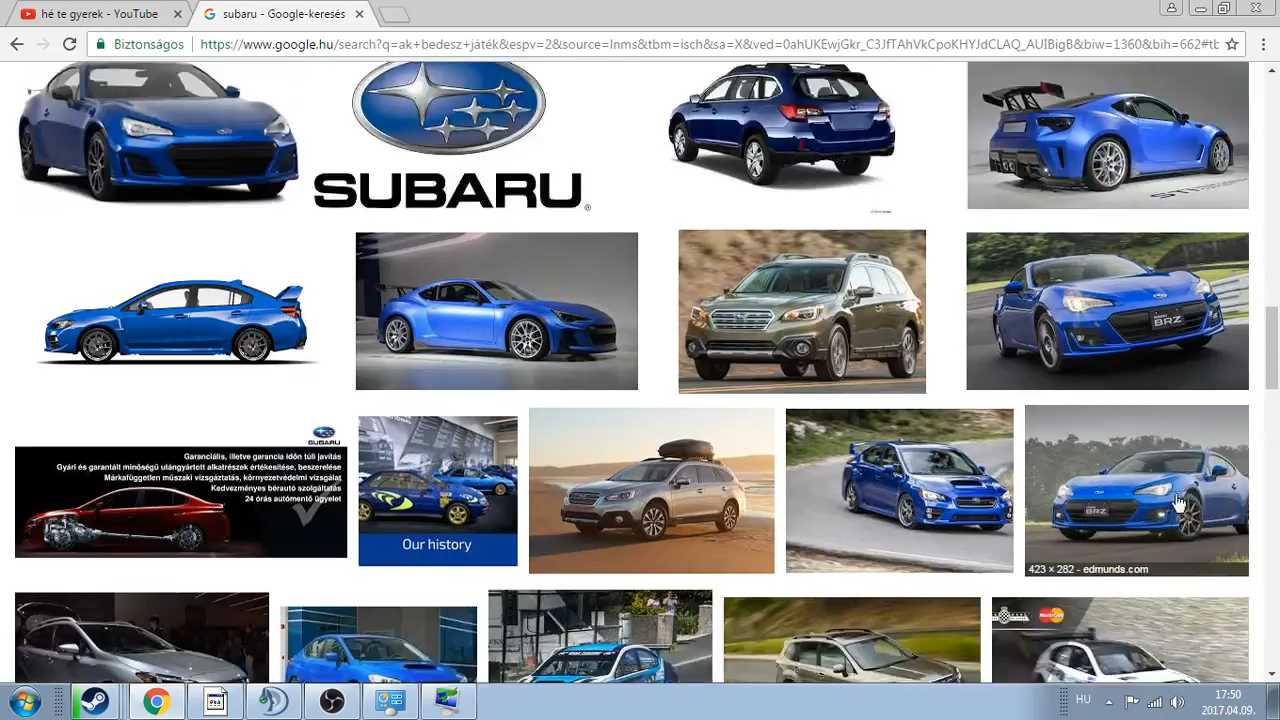 hé te gyerek - YouTube
subaru - Google-keresés
Biztonságos
https://www.google.hu/search?q=ak+bedesz+játék&espv=2&source=lnms&tbm=isch&sa=X&ved=0ahUKEwjGkr_C3JfTAhVkCpoKHYJdCLAQ_AUIBigB&biw=1360&bih=662#tb
SUBARU
BRZ
SUBARU
Garanciális, illetve garancia időn túli javítás
Gyári és garantált minőségű utángyártott alkatrészek értékesítése, beszerelése
Márkafüggetlen műszaki vizsgáztatás, környezetvédelmi vizsgálat
Kedvezményes bérautó szolgáltatás
24 órás autómentő ügyelet
Our history
BRZ
423 × 282 - edmunds.com
MasterCard
HU
17:50
2017.04.09.